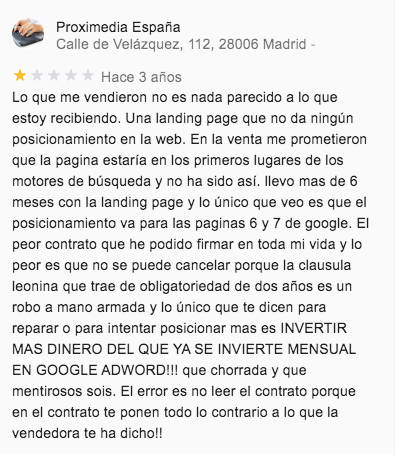 Proximedia España
Calle de Velázquez, 112, 28006 Madrid -
Hace 3 años
Lo que me vendieron no es nada parecido a lo que
estoy recibiendo. Una landing page que no da ningún
posicionamiento en la web. En la venta me prometieron
que la pagina estaría en los primeros lugares de los
motores de búsqueda y no ha sido así. llevo mas de 6
meses con la landing page y lo único que veo es que el
posicionamiento va para las paginas 6 y 7 de google. El
peor contrato que he podido firmar en toda mi vida y lo
peor es que no se puede cancelar porque la clausula
leonina que trae de obligatoriedad de dos años es un
robo a mano armada y lo único que te dicen para
reparar o para intentar posicionar mas es INVERTIR
MAS DINERO DEL QUE YA SE INVIERTE MENSUAL
EN GOOGLE ADWORD!!! que chorrada y que
mentirosos sois. El error es no leer el contrato porque
en el contrato te ponen todo lo contrario a lo que la
vendedora te ha dicho!!